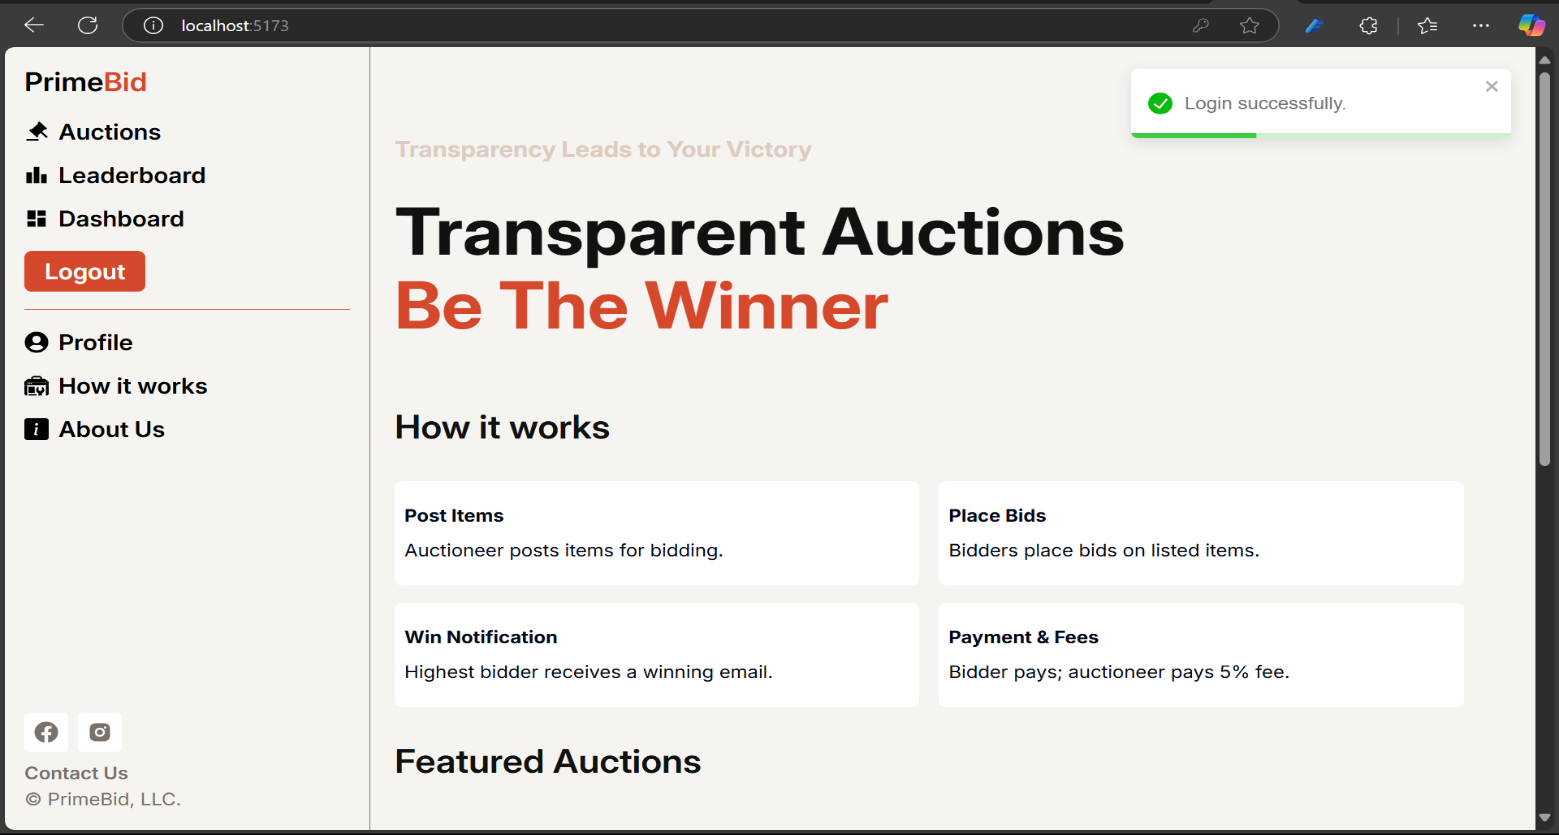 localhost:5173
PrimeBid
Auctions
Leaderboard
Dashboard
Logout
Profile
How it works
About Us
Contact Us
© PrimeBid, LLC.
Login successfully.
Transparency Leads to Your Victory
Transparent Auctions
Be The Winner
How it works
Post Items
Auctioneer posts items for bidding.
Place Bids
Bidders place bids on listed items.
Win Notification
Highest bidder receives a winning email.
Payment & Fees
Bidder pays; auctioneer pays 5% fee.
Featured Auctions